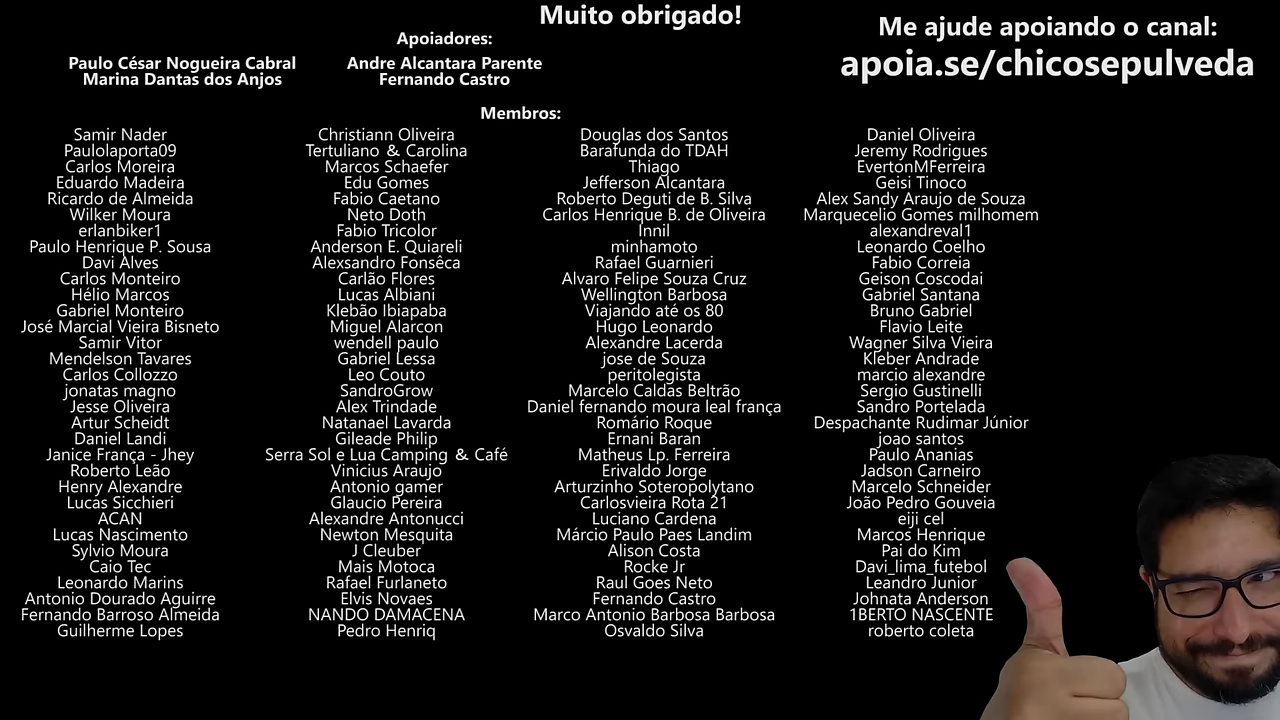 Muito obrigado!
Me ajude apoiando o canal:
apoia.se/chicosepulveda
Apoiadores:
Paulo César Nogueira Cabral
Marina Dantas dos Anjos
Andre Alcantara Parente
Fernando Castro
Membros:
Samir Nader
Paulolaporta09
Carlos Moreira
Eduardo Madeira
Ricardo de Almeida
Wilker Moura
erlanbiker1
Paulo Henrique P. Sousa
Davi Alves
Carlos Monteiro
Hélio Marcos
Gabriel Monteiro
José Marcial Vieira Bisneto
Samir Vitor
Mendelson Tavares
Carlos Collozzo
jonatas magno
Jesse Oliveira
Artur Scheidt
Daniel Landi
Janice França - Jhey
Roberto Leão
Henry Alexandre
Lucas Sicchieri
ACAN
Lucas Nascimento
Sylvio Moura
Caio Tec
Leonardo Marins
Antonio Dourado Aguirre
Fernando Barroso Almeida
Guilherme Lopes
Christiann Oliveira
Tertuliano & Carolina
Marcos Schaefer
Edu Gomes
Fabio Caetano
Neto Doth
Fabio Tricolor
Anderson E. Quiareli
Alexsandro Fonsêca
Carlão Flores
Lucas Albiani
Klebão Ibiapaba
Miguel Alarcon
wendell paulo
Gabriel Lessa
Leo Couto
SandroGrow
Alex Trindade
Natanael Lavarda
Gileade Philip
Serra Sol e Lua Camping & Café
Vinicius Araujo
Antonio gamer
Glaucio Pereira
Alexandre Antonucci
Newton Mesquita
J Cleuber
Mais Motoca
Rafael Furlaneto
Elvis Novaes
NANDO DAMACENA
Pedro Henriq
Douglas dos Santos
Barafunda do TDAH
Thiago
Jefferson Alcantara
Roberto Deguti de B. Silva
Carlos Henrique B. de Oliveira
Innil
minhamoto
Rafael Guarnieri
Alvaro Felipe Souza Cruz
Wellington Barbosa
Viajando até os 80
Hugo Leonardo
Alexandre Lacerda
jose de Souza
peritolegista
Marcelo Caldas Beltrão
Daniel fernando moura leal frança
Romário Roque
Ernani Baran
Matheus Lp. Ferreira
Erivaldo Jorge
Arturzinho Soteropolytano
Carlosvieira Rota 21
Luciano Cardena
Márcio Paulo Paes Landim
Alison Costa
Rocke Jr
Raul Goes Neto
Fernando Castro
Marco Antonio Barbosa Barbosa
Osvaldo Silva
Daniel Oliveira
Jeremy Rodrigues
EvertonMFerreira
Geisi Tinoco
Alex Sandy Araujo de Souza
Marquecelio Gomes milhomem
alexandreval1
Leonardo Coelho
Fabio Correia
Geison Coscodai
Gabriel Santana
Bruno Gabriel
Flavio Leite
Wagner Silva Vieira
Kleber Andrade
marcio alexandre
Sergio Gustinelli
Sandro Portelada
Despachante Rudimar Júnior
joao santos
Paulo Ananias
Jadson Carneiro
Marcelo Schneider
João Pedro Gouveia
eiji cel
Marcos Henrique
Pai do Kim
Davi_lima_futebol
Leandro Junior
Johnata Anderson
1BERTO NASCENTE
roberto coleta